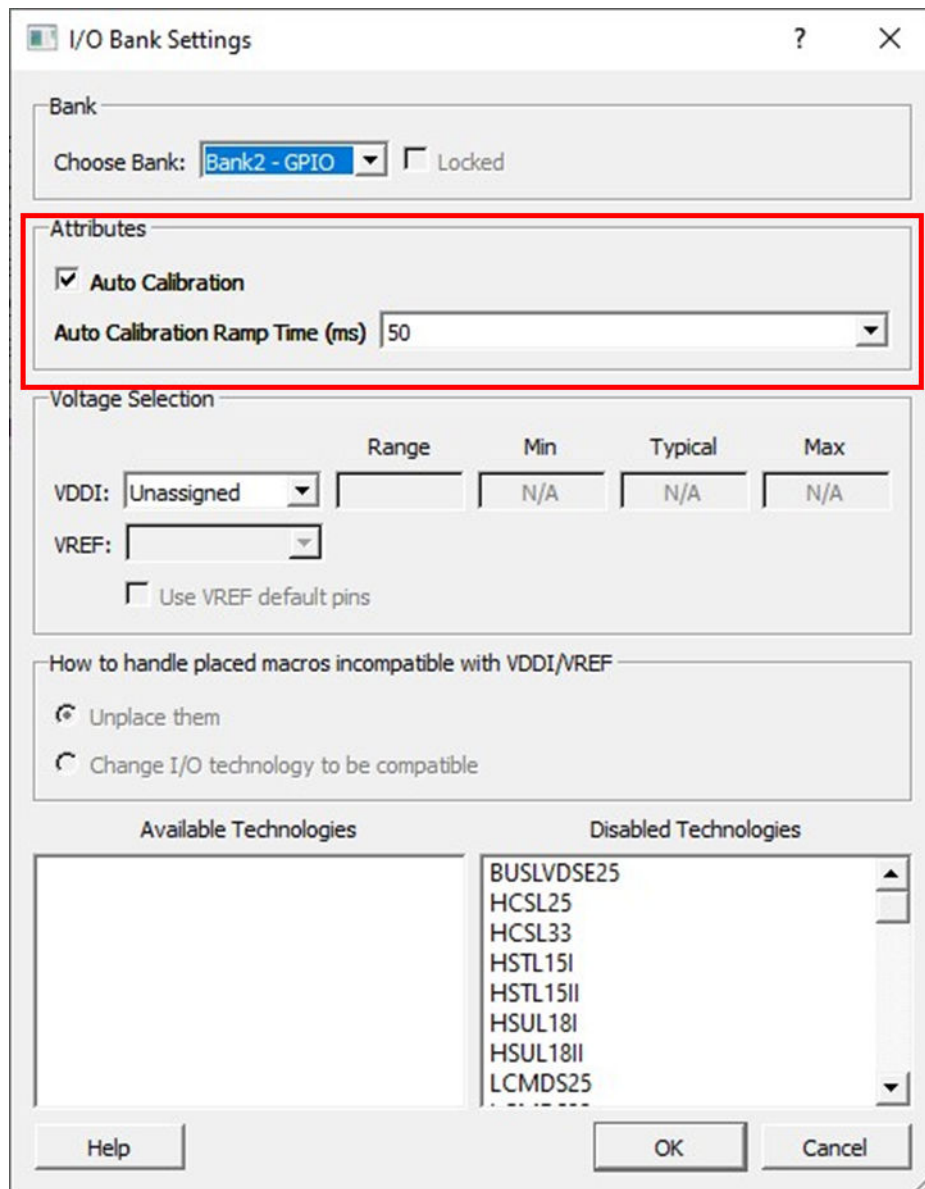 I/O Bank Settings ? ×
Bank
Choose Bank: Bank2 - GPIO Locked
Attributes
Auto Calibration
Auto Calibration Ramp Time (ms) 50
Voltage Selection
Range Min Typical Max
VDDI: Unassigned N/A N/A N/A
VREF:
Use VREF default pins
How to handle placed macros incompatible with VDDI/VREF
Unplace them
Change I/O technology to be compatible
Available Technologies Disabled Technologies
BUSLVDSE25
HCSL25
HCSL33
HSTL15I
HSTL15II
HSUL18I
HSUL18II
LCMDS25
Help OK Cancel